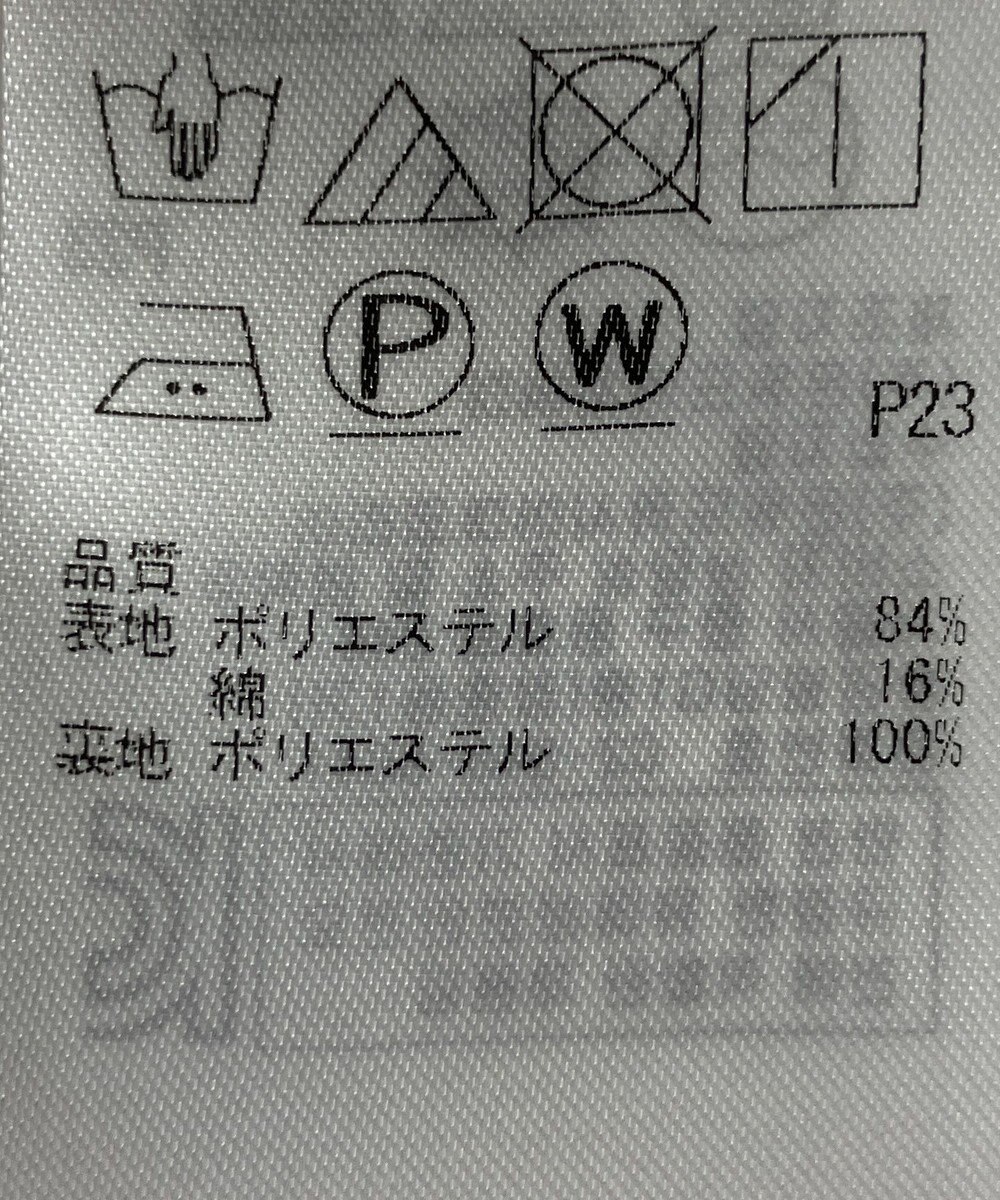 P W
P23
品質
表地 ポリエステル 84%
綿 16%
裏地 ポリエステル 100%